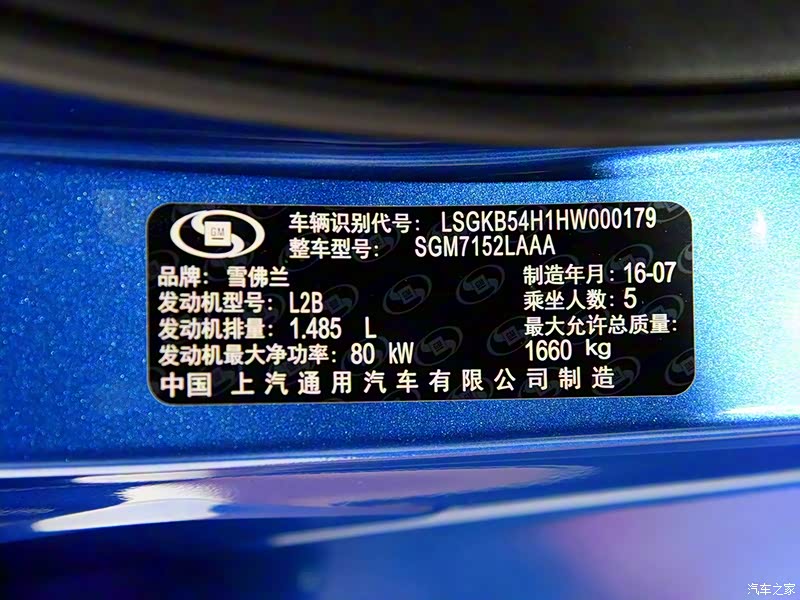 GM
车辆识别代号: LSGKB54H1HW000179
整车型号: SGM7152LAAA
品牌: 雪佛兰
制造年月: 16-07
发动机型号: L2B
乘坐人数: 5
发动机排量: 1.485 L
最大允许总质量:
发动机最大净功率: 80 kW
1660 kg
中国 上汽通用汽车有限公司制造
汽车之家